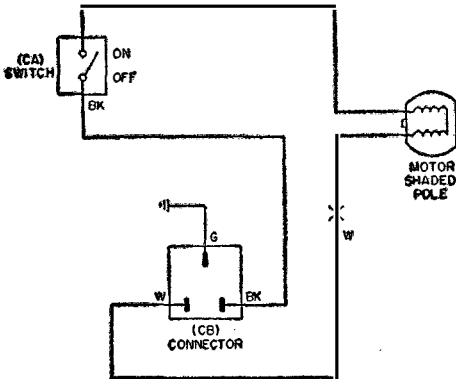 (CA)
SWITCH
ON
OFF
BK
MOTOR
SHADED
POLE
W
G
W
BK
(CB)
CONNECTOR